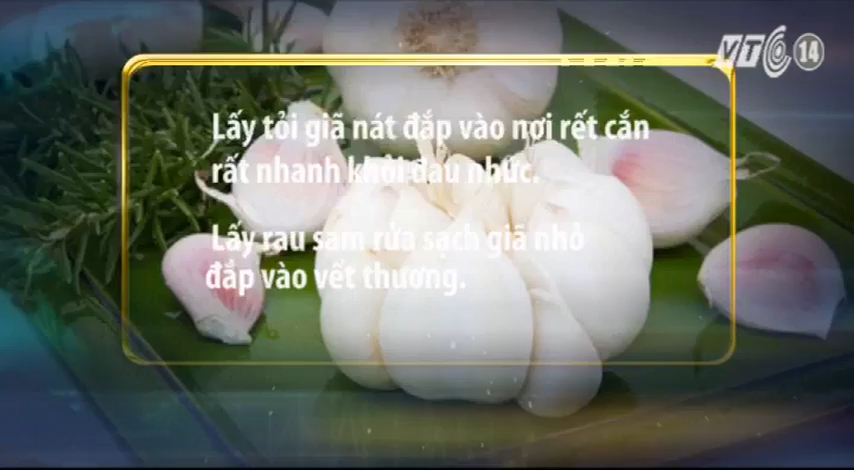 VTC 14
Lấy tỏi giã nát đắp vào nơi rết cắn
rất nhanh khỏi đau nhức.
Lấy rau sam rửa sạch giã nhỏ
đắp vào vết thương.